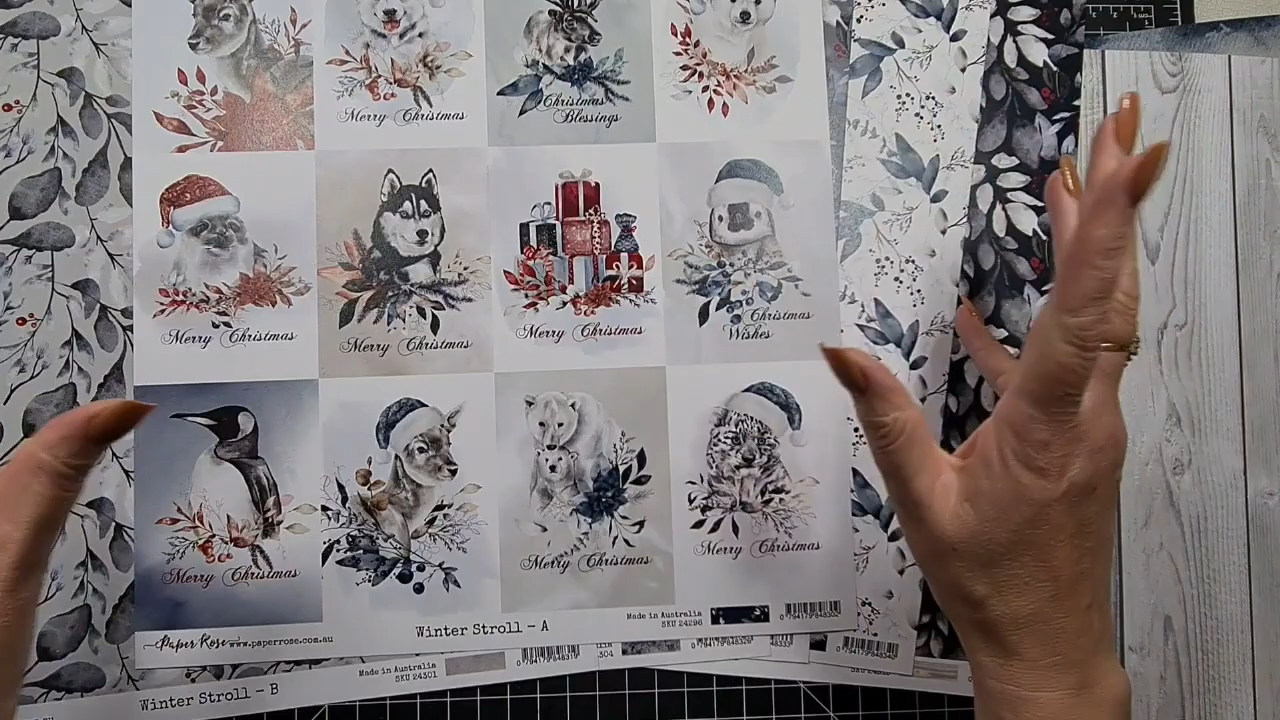 Merry Christmas
Christmas
Blessings
Merry Christmas
Merry Christmas
Merry Christmas
Christmas
Wishes
Merry Christmas
Merry Christmas
Merry Christmas
Paper Rose www.paperrose.com.au
Winter Stroll - A
Made in Australia
SKU 24298
Winter Stroll - B
Made in Australia
SKU 24301